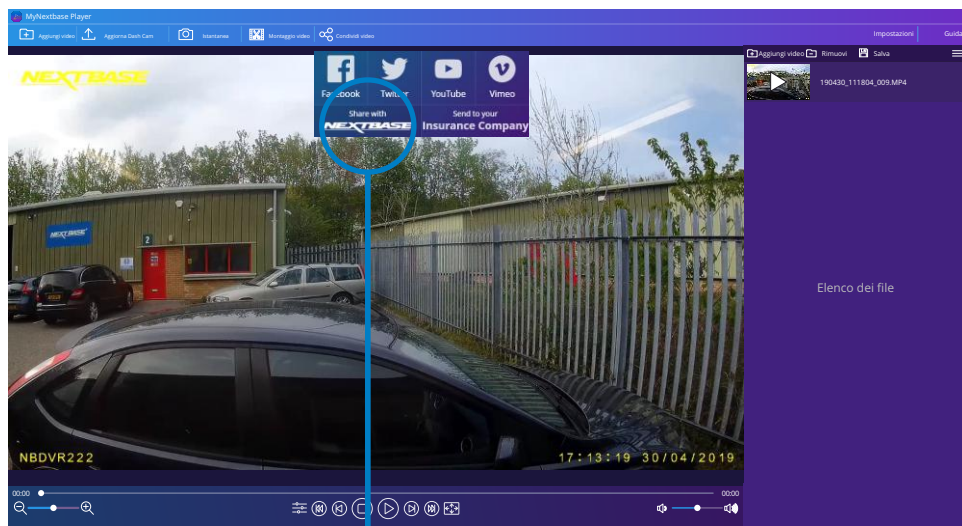 MyNextbase Player
Aggiungi video Aggiorna Dash Cam Istantanea Montaggio video Condividi video Impostazioni Guida
Aggiungi video Rimuovi Salva
Facebook Twitter YouTube Vimeo
Share with
NEXTBASE
Send to your
Insurance Company
190430_111804_009.MP4
NEXTBASE
NEXTBASE
2
Elenco dei file
NBDVR222 17:13:19 30/04/2019
00:00 00:00